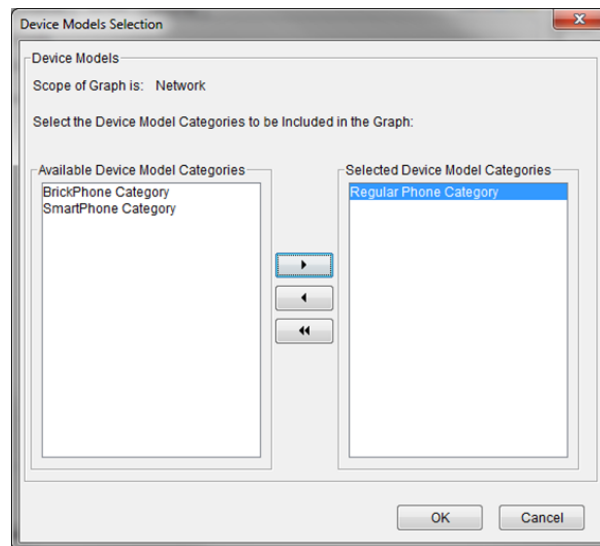 Device Models Selection
Device Models
Scope of Graph is: Network
Select the Device Model Categories to be Included in the Graph:
Available Device Model Categories
BrickPhone Category
SmartPhone Category
Selected Device Model Categories
Regular Phone Category
OK
Cancel